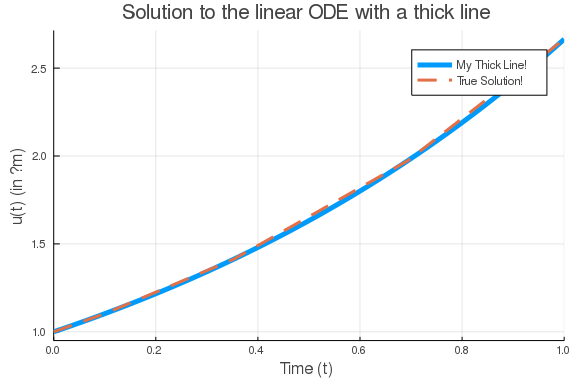 Solution to the linear ODE with a thick line
My Thick Line!
True Solution!
u(t) (in ?m)
2.5
2.0
1.5
1.0
0.0 0.2 0.4 0.6 0.8 1.0
Time (t)